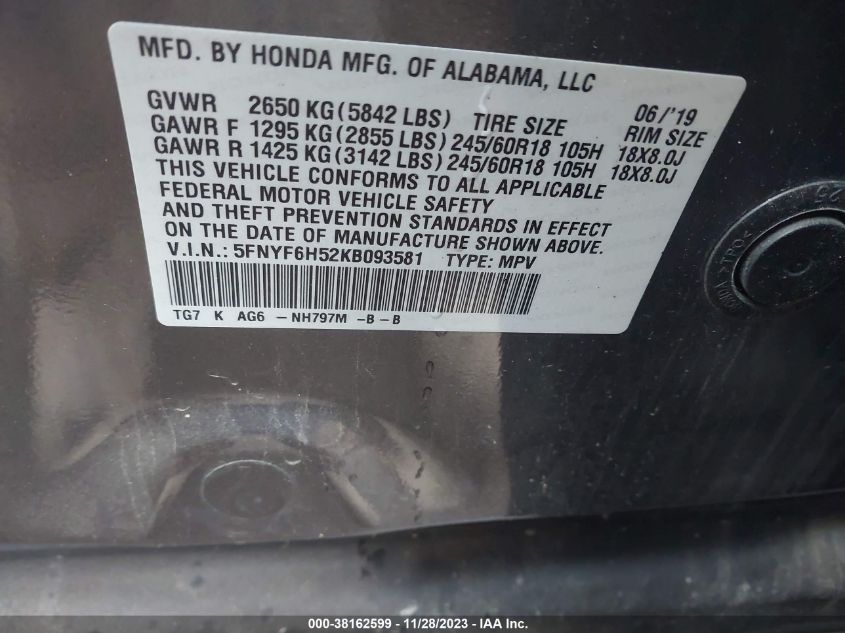 MFD. BY HONDA MFG. OF ALABAMA, LLC
06/'19
GVWR 2650 KG(5842 LBS) TIRE SIZE RIM SIZE
GAWR F 1295 KG(2855 LBS) 245/60R18 105H 18X8.0J
GAWR R 1425 KG(3142 LBS) 245/60R18 105H 18X8.0J
THIS VEHICLE CONFORMS TO ALL APPLICABLE
FEDERAL MOTOR VEHICLE SAFETY
AND THEFT PREVENTION STANDARDS IN EFFECT
ON THE DATE OF MANUFACTURE SHOWN ABOVE.
V.I.N.: 5FNYF6H52KB093581 TYPE: MPV
TG7 K AG6 -NH797M -B-B
>TPO<
000-38162599 - 11/28/2023 - IAA Inc.